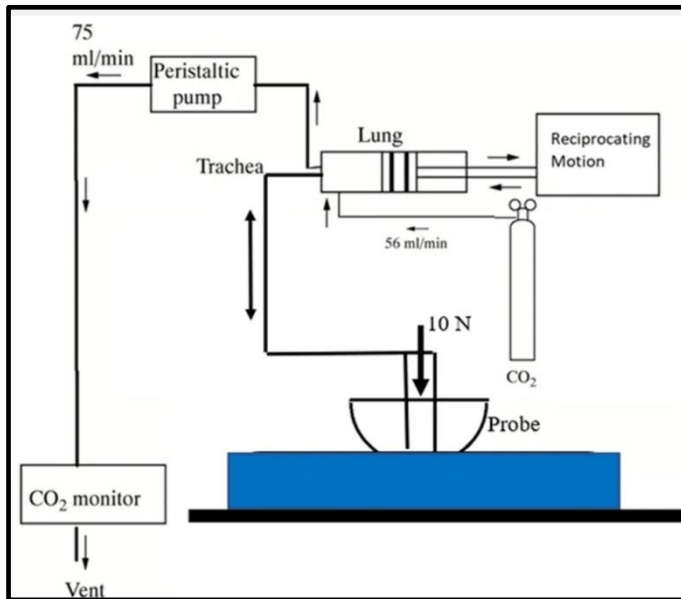 75
ml/min
Peristaltic
pump
Lung
Reciprocating
Motion
Trachea
56 ml/min
10 N
CO₂
Probe
CO₂ monitor
Vent